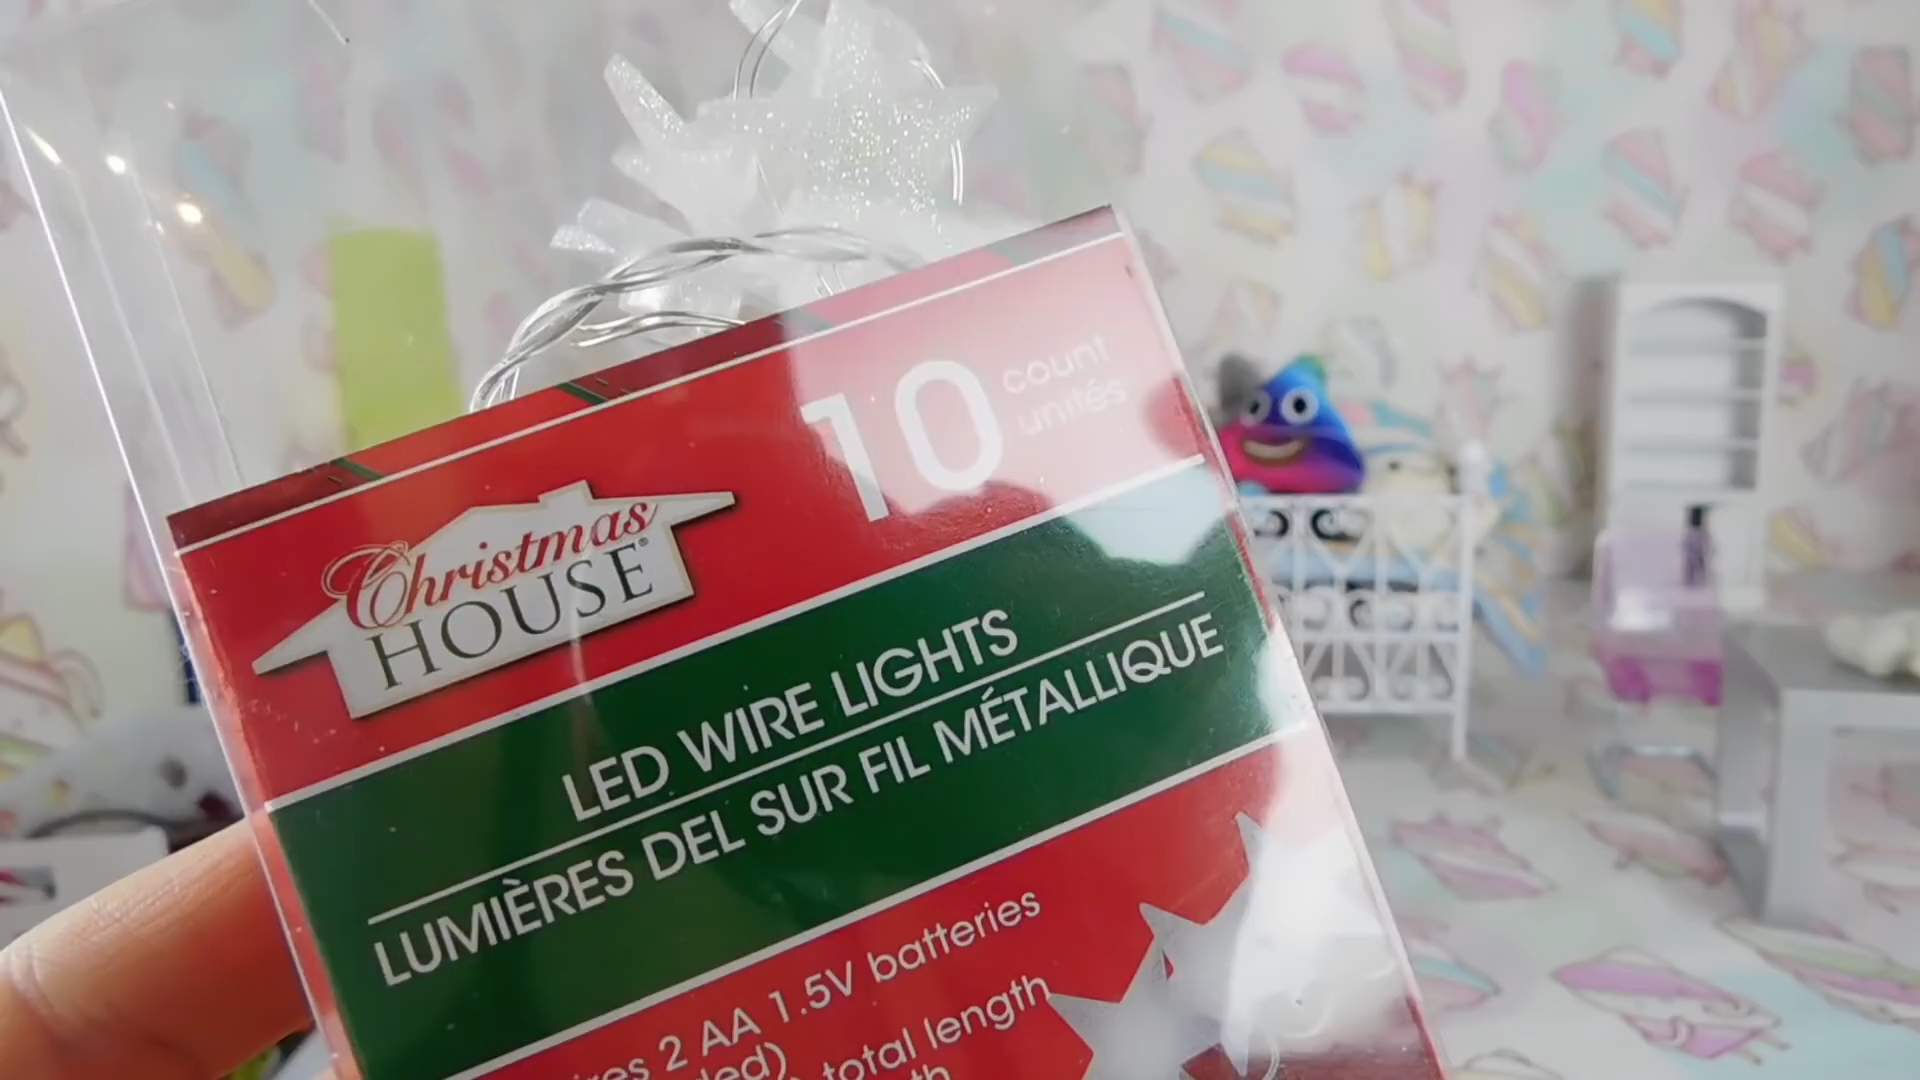 10 count
unités
Christmas
HOUSE®
LED WIRE LIGHTS
LUMIÈRES DEL SUR FIL MÉTALLIQUE
2 AA 1.5V batteries
total length